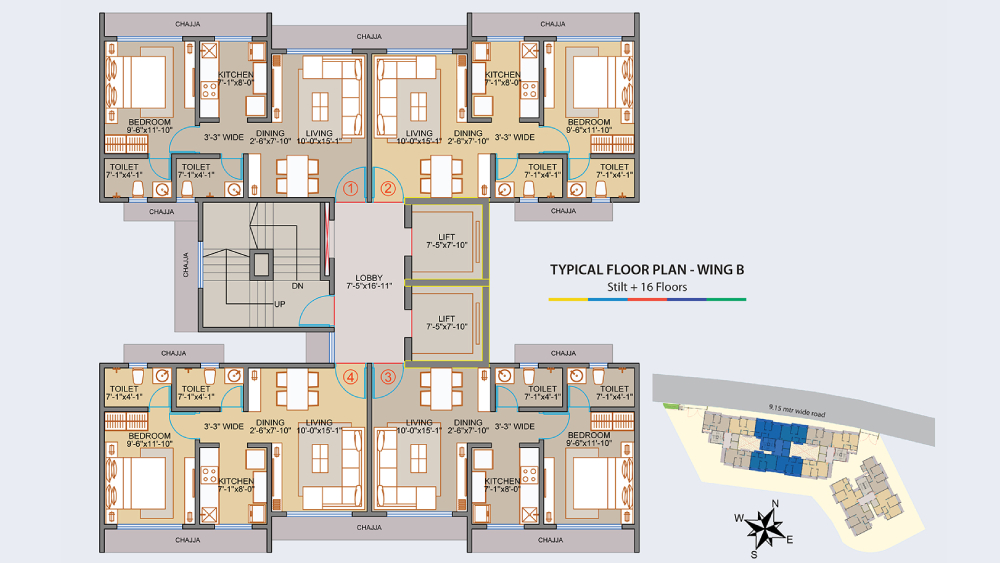 CHAJJA
CHAJJA
CHAJJA
KITCHEN
7'-1"x8'-0"
KITCHEN
7'-1"x8'-0"
BEDROOM
9'-6"x11'-10"
3'-3" WIDE
DINING
2'-6"x7'-10"
LIVING
10'-0"x15'-1"
LIVING
10'-0"x15'-1"
DINING
2'-6"x7'-10"
3'-3" WIDE
BEDROOM
9'-6"x11'-10"
TOILET
7'-1"x4'-1"
TOILET
7'-1"x4'-1"
TOILET
7'-1"x4'-1"
TOILET
7'-1"x4'-1"
1
2
CHAJJA
CHAJJA
CHAJJA
DN
UP
LOBBY
7'-5"x16'-11"
LIFT
7'-5"x7'-10"
LIFT
7'-5"x7'-10"
TYPICAL FLOOR PLAN - WING B
Stilt + 16 Floors
CHAJJA
CHAJJA
4
3
TOILET
7'-1"x4'-1"
TOILET
7'-1"x4'-1"
TOILET
7'-1"x4'-1"
TOILET
7'-1"x4'-1"
BEDROOM
9'-6"x11'-10"
3'-3" WIDE
DINING
2'-6"x7'-10"
LIVING
10'-0"x15'-1"
LIVING
10'-0"x15'-1"
DINING
2'-6"x7'-10"
3'-3" WIDE
BEDROOM
9'-6"x11'-10"
KITCHEN
7'-1"x8'-0"
KITCHEN
7'-1"x8'-0"
CHAJJA
CHAJJA
CHAJJA
9.15 mtr wide road
N
W
E
S